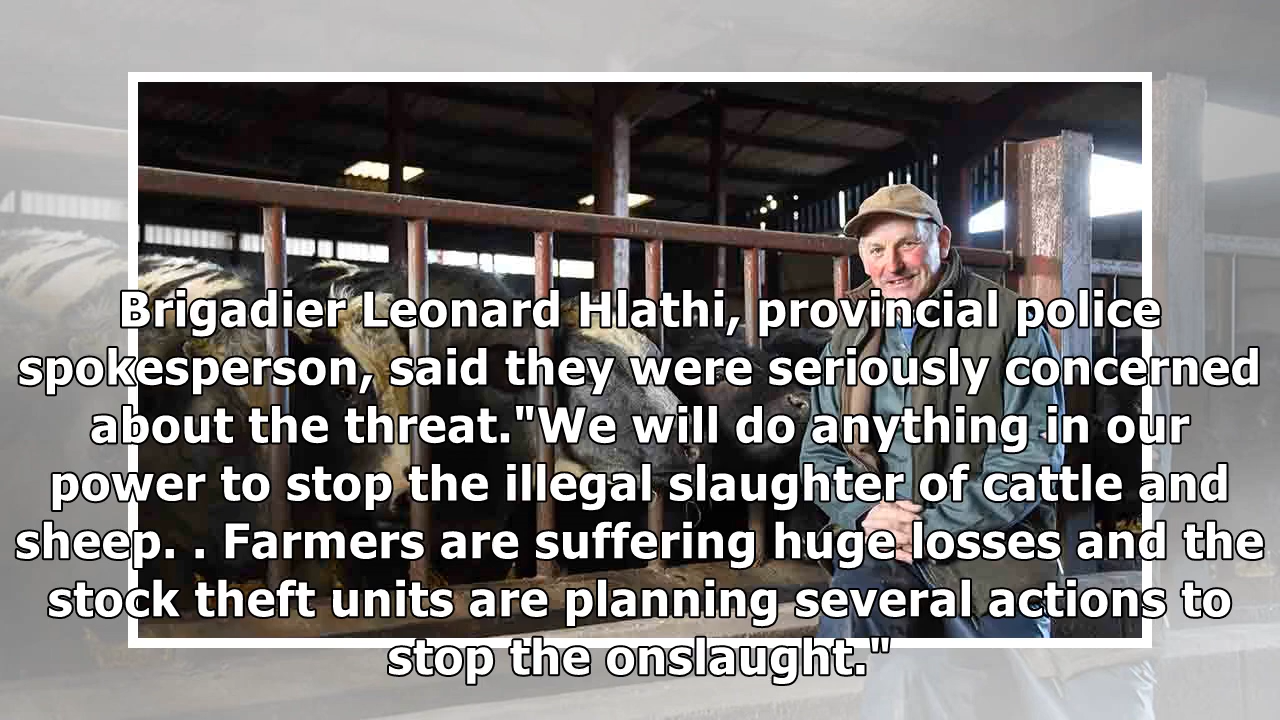 Brigadier Leonard Hlathi, provincial police
spokesperson, said they were seriously concerned
about the threat."We will do anything in our
power to stop the illegal slaughter of cattle and
sheep. . Farmers are suffering huge losses and the
stock theft units are planning several actions to
stop the onslaught."